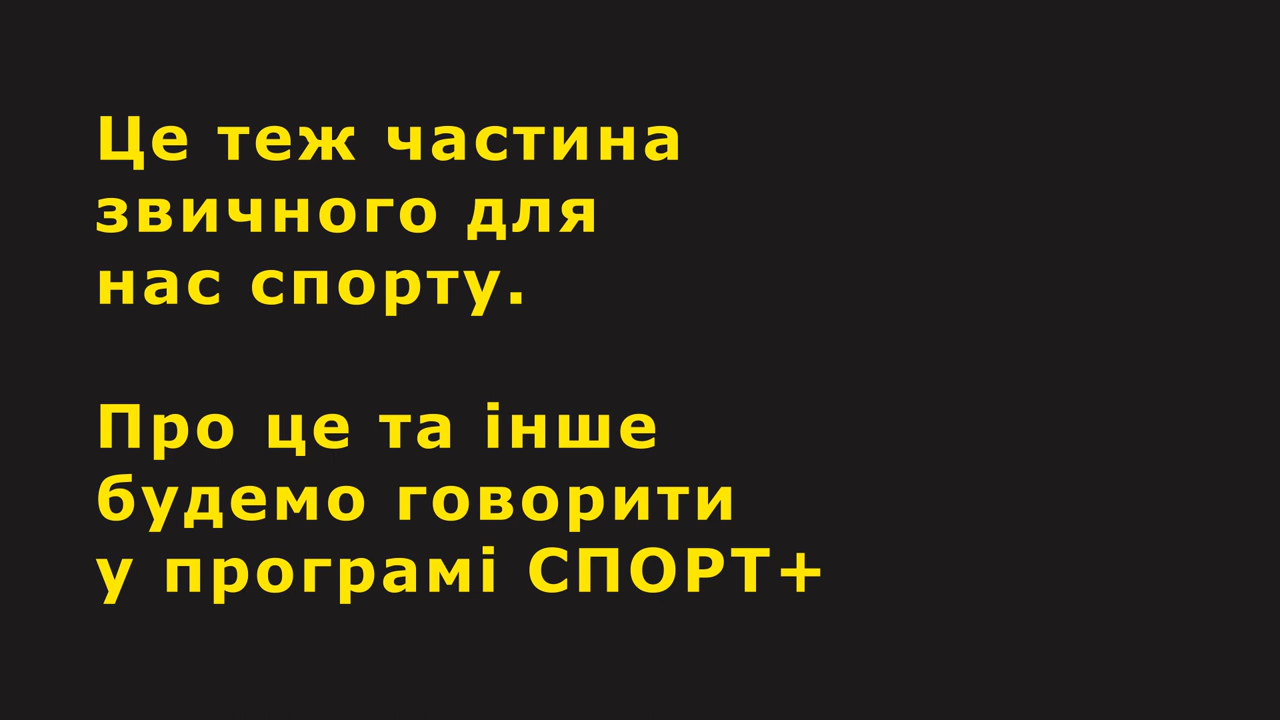 Це теж частина
звичного для
нас спорту.
Про це та інше
будемо говорити
у програмі СПОРТ+